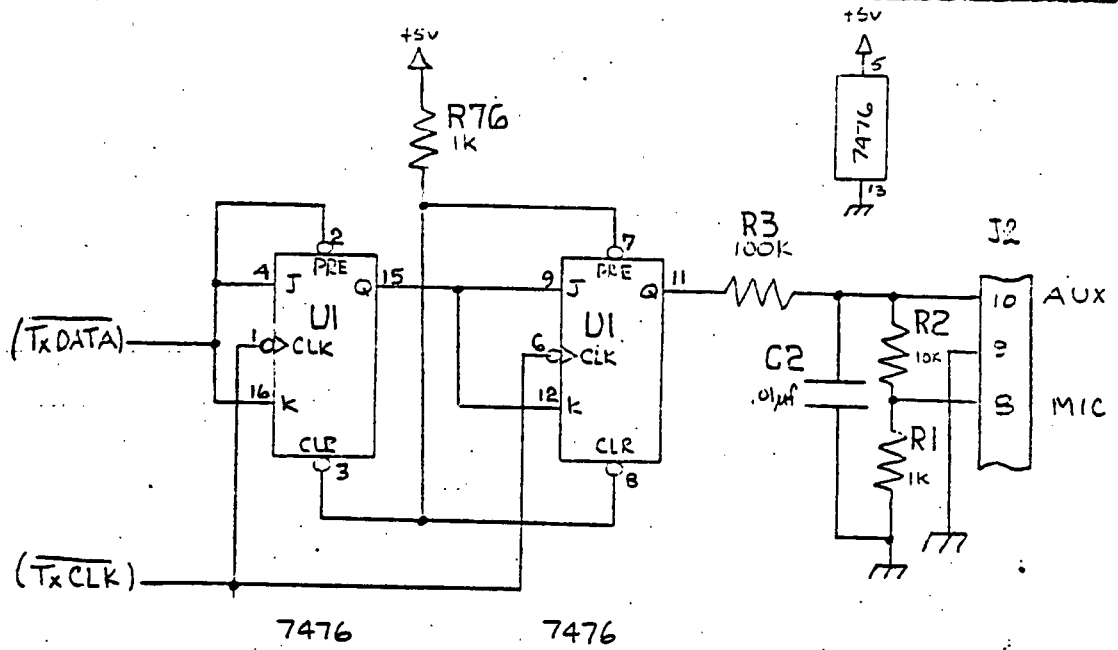 +5V
+5V
5
7476
13
R76
1K
2
PRE
4
J
Q
15
U1
1
CLK
16
K
CLR
3
7
PRE
9
J
Q
11
U1
6
CLK
12
K
CLR
8
R3
100K
J2
10
AUX
9
8
MIC
R2
10K
C2
.01µf
R1
1K
(TxDATA)
(TxCLK)
7476
7476